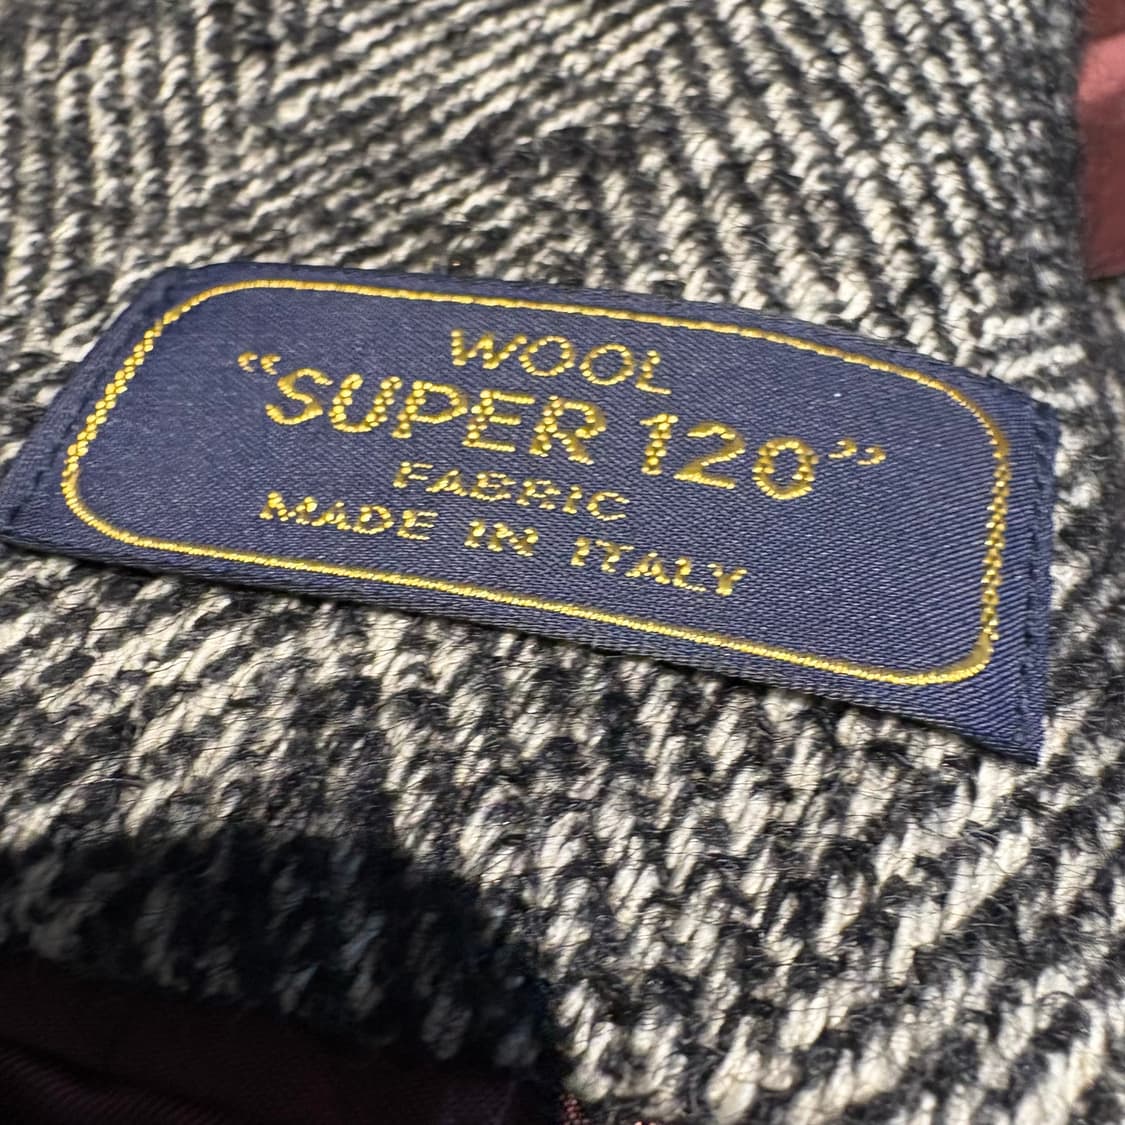 WOOL
“SUPER 120”
FABRIC
MADE IN ITALY